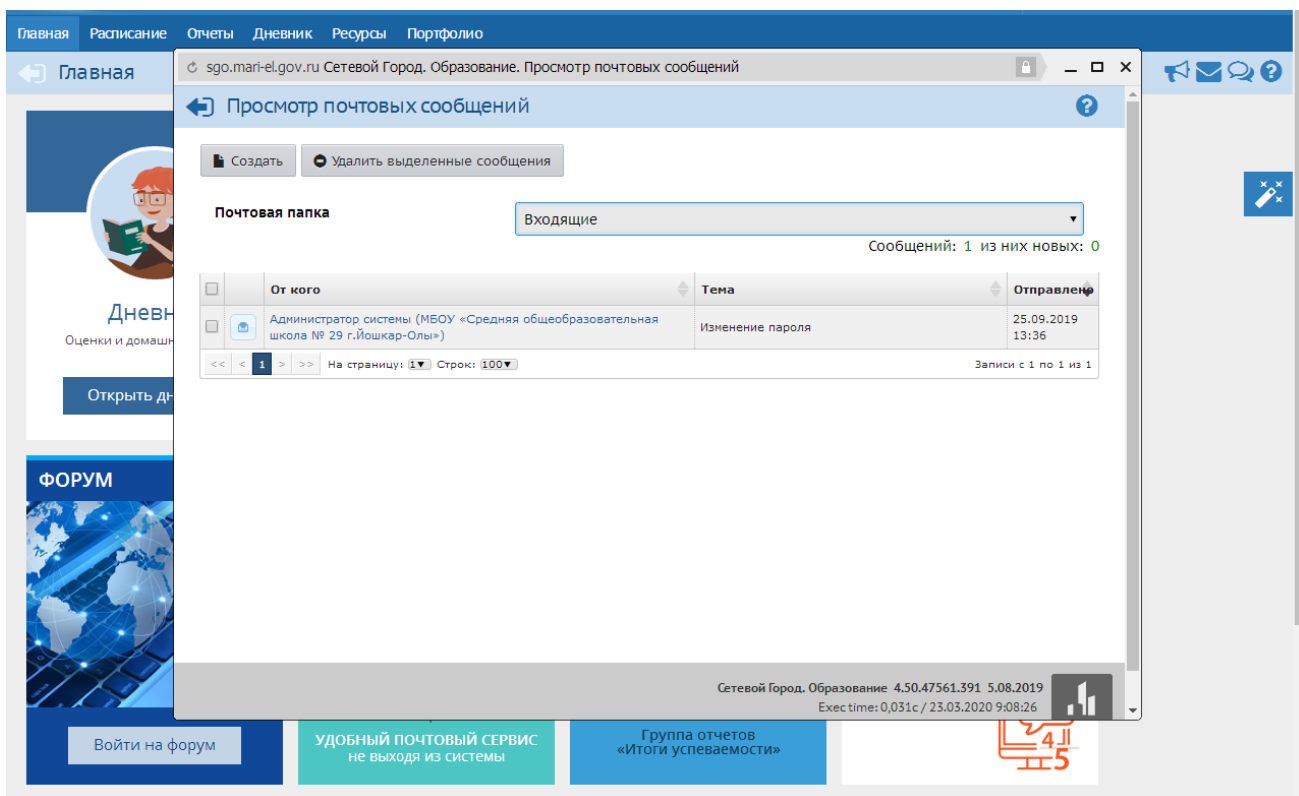 Главная Расписание Отчеты Дневник Ресурсы Портфолио
Главная
sgo.mari-el.gov.ru Сетевой Город. Образование. Просмотр почтовых сообщений
Просмотр почтовых сообщений
Создать Удалить выделенные сообщения
Почтовая папка Входящие
Сообщений: 1 из них новых: 0
От кого Тема Отправлено
Администратор системы (МБОУ «Средняя общеобразовательная
школа № 29 г.Йошкар-Олы»)
Изменение пароля
25.09.2019
13:36
<< < 1 > >> На страницу: 1 Строк: 100 Записи с 1 по 1 из 1
Дневн
Оценки и домашн
Открыть дн
ФОРУМ
Войти на форум
Сетевой Город. Образование 4.50.47561.391 5.08.2019
Exec time: 0,031с / 23.03.2020 9:08:26
УДОБНЫЙ ПОЧТОВЫЙ СЕРВИС
не выходя из системы
Группа отчетов
«Итоги успеваемости»
4
5